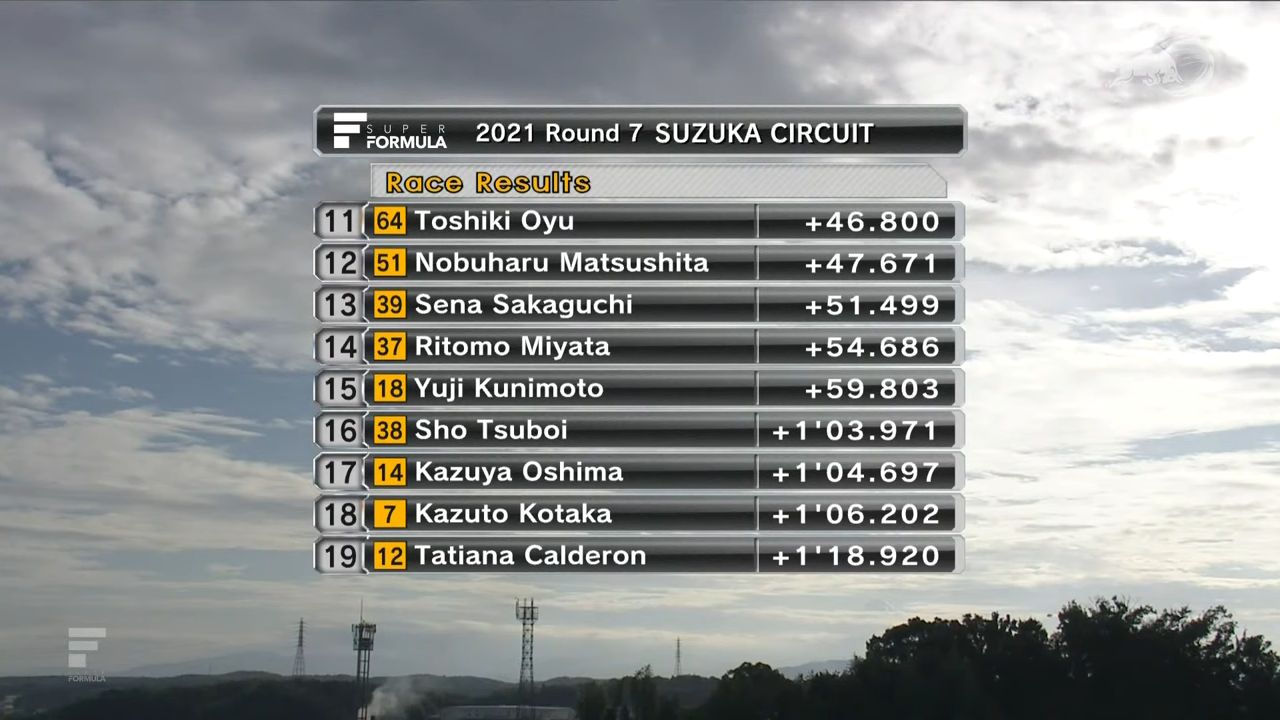 SUPER FORMULA 2021 Round 7 SUZUKA CIRCUIT
Race Results
11 64 Toshiki Oyu +46.800
12 51 Nobuharu Matsushita +47.671
13 39 Sena Sakaguchi +51.499
14 37 Ritomo Miyata +54.686
15 18 Yuji Kunimoto +59.803
16 38 Sho Tsuboi +1'03.971
17 14 Kazuya Oshima +1'04.697
18 7 Kazuto Kotaka +1'06.202
19 12 Tatiana Calderon +1'18.920
FORMULA